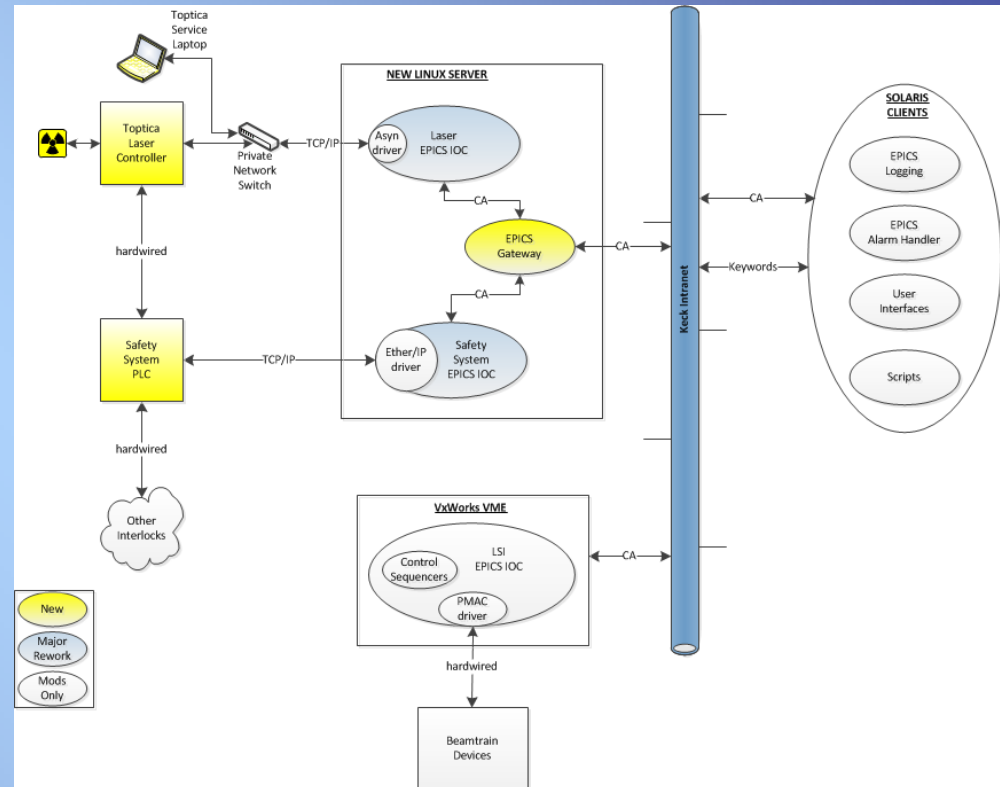 Toptica
Service
Laptop
NEW LINUX SERVER
SOLARIS
CLIENTS
Toptica
Laser
Controller
Private
Network
Switch
TCP/IP
Asyn
driver
Laser
EPICS IOC
CA
EPICS
Gateway
CA
CA
hardwired
Safety
System
PLC
TCP/IP
Ether/IP
driver
Safety
System
EPICS IOC
hardwired
Other
Interlocks
Keck Intranet
CA
Keywords
EPICS
Logging
EPICS
Alarm Handler
User
Interfaces
Scripts
VxWorks VME
LSI
EPICS IOC
Control
Sequencers
PMAC
driver
CA
hardwired
Beamtrain
Devices
New
Major
Rework
Mods
Only